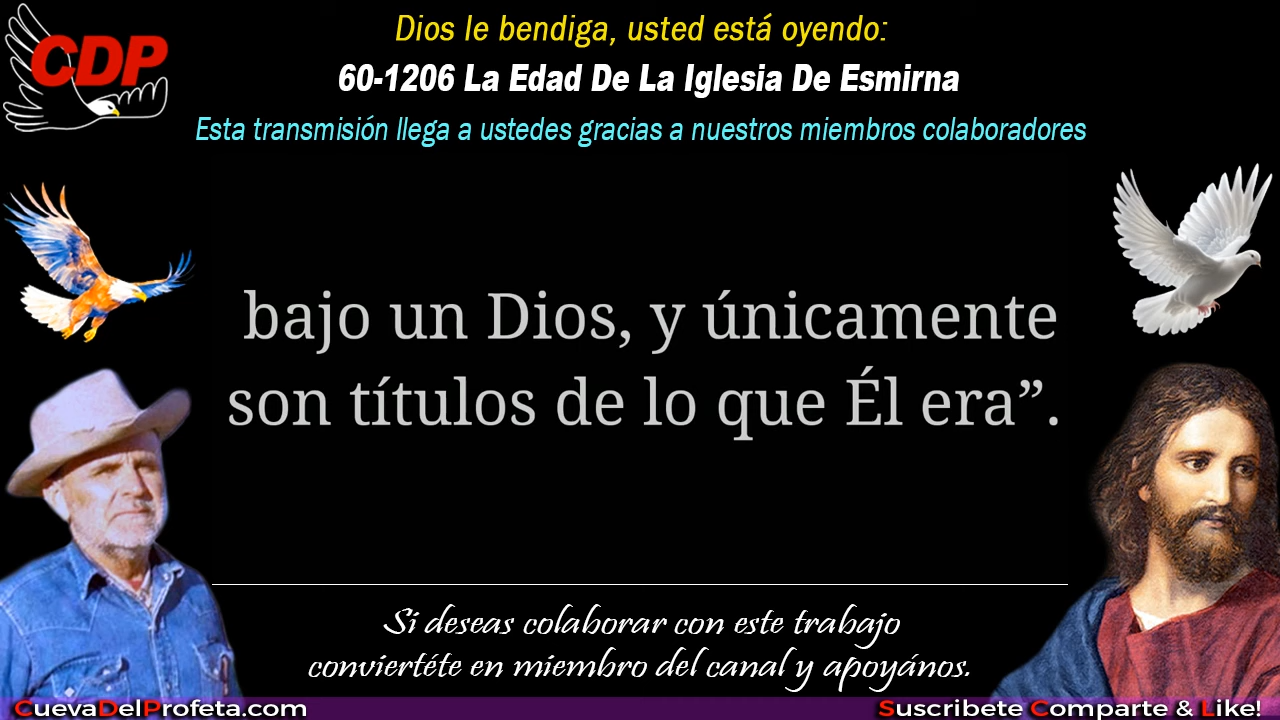 CDP
Dios le bendiga, usted está oyendo:
60-1206 La Edad De La Iglesia De Esmirna
Esta transmisión llega a ustedes gracias a nuestros miembros colaboradores
bajo un Dios, y únicamente
son títulos de lo que Él era”.
Si deseas colaborar con este trabajo
conviertéte en miembro del canal y apoyános.
CuevaDelProfeta.com
Suscribete Comparte & Like!